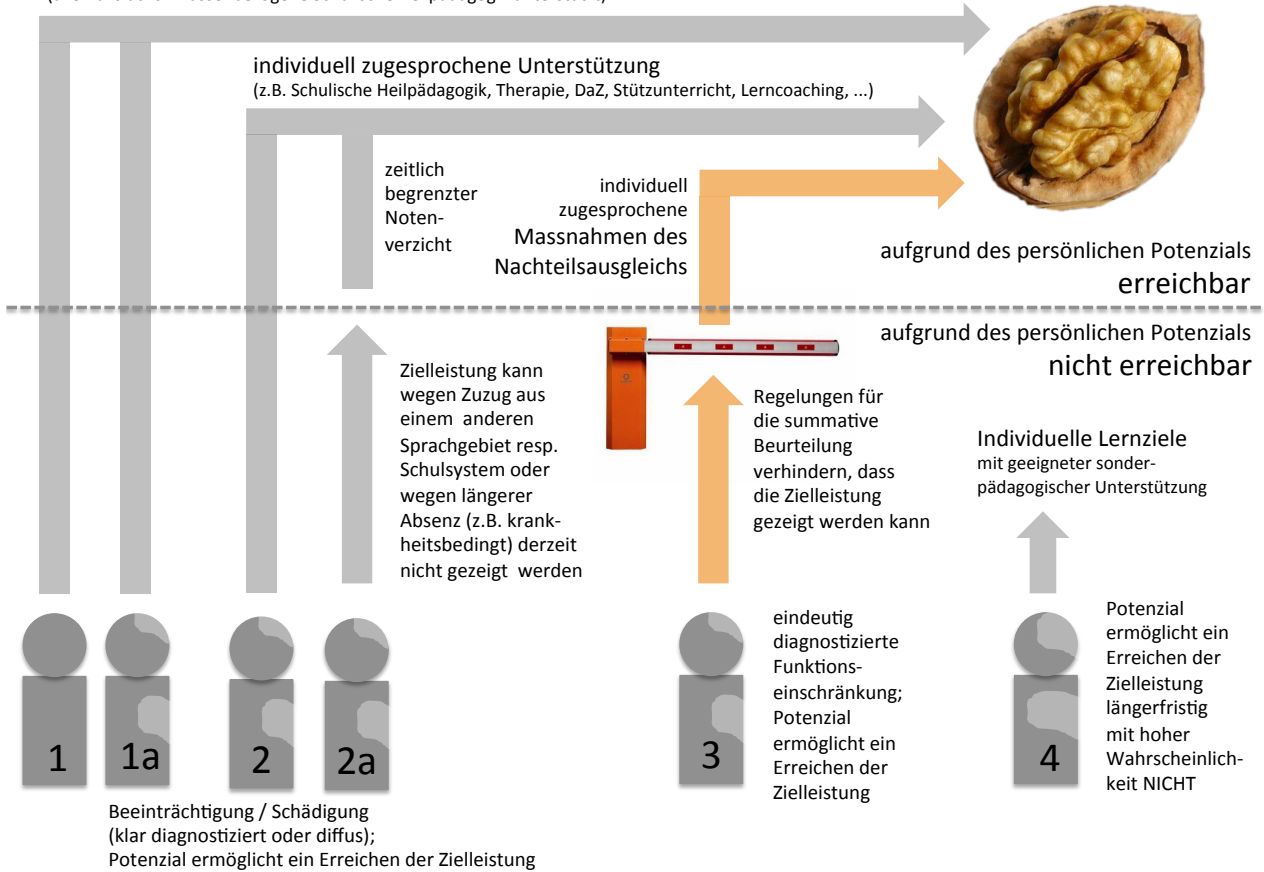 individuell zugesprochene Unterstützung
(z.B. Schulische Heilpädagogik, Therapie, DaZ, Stützunterricht, Lerncoaching, ...)
zeitlich
begrenzter
Noten-
verzicht
individuell
zugesprochene
Massnahmen des
Nachteilsausgleichs
aufgrund des persönlichen Potenzials
erreichbar
aufgrund des persönlichen Potenzials
nicht erreichbar
Zielleistung kann
wegen Zuzug aus
einem anderen
Sprachgebiet resp.
Schulsystem oder
wegen längerer
Absenz (z.B. krank-
heitsbedingt) derzeit
nicht gezeigt werden
Regelungen für
die summative
Beurteilung
verhindern, dass
die Zielleistung
gezeigt werden kann
Individuelle Lernziele
mit geeigneter sonder-
pädagogischer Unterstützung
1
1a
2
2a
3
4
eindeutig
diagnostizierte
Funktions-
einschränkung;
Potenzial
ermöglicht ein
Erreichen der
Zielleistung
Potenzial
ermöglicht ein
Erreichen der
Zielleistung
längerfristig
mit hoher
Wahrscheinlich-
keit NICHT
Beeinträchtigung / Schädigung
(klar diagnostiziert oder diffus);
Potenzial ermöglicht ein Erreichen der Zielleistung